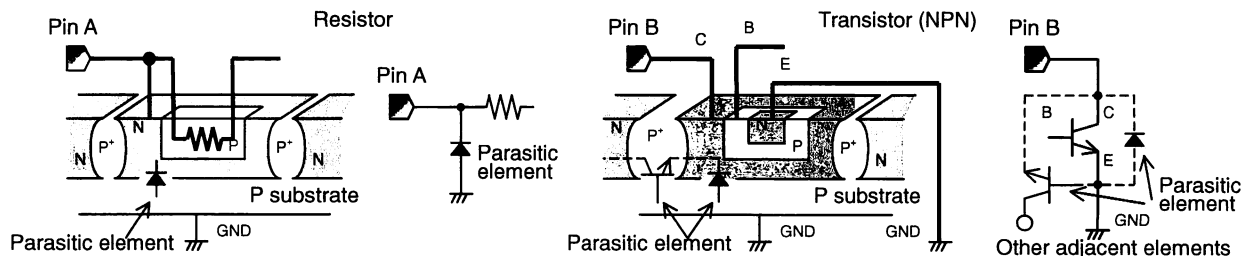 Resistor
Pin A
N
P+
N
P
P+
N
P substrate
Parasitic element
GND
Pin A
Parasitic
element
Transistor (NPN)
Pin B
C
B
E
N
P+
N
P
P+
N
P substrate
Parasitic element
GND
GND
Pin B
B
C
E
Parasitic
element
GND
Other adjacent elements